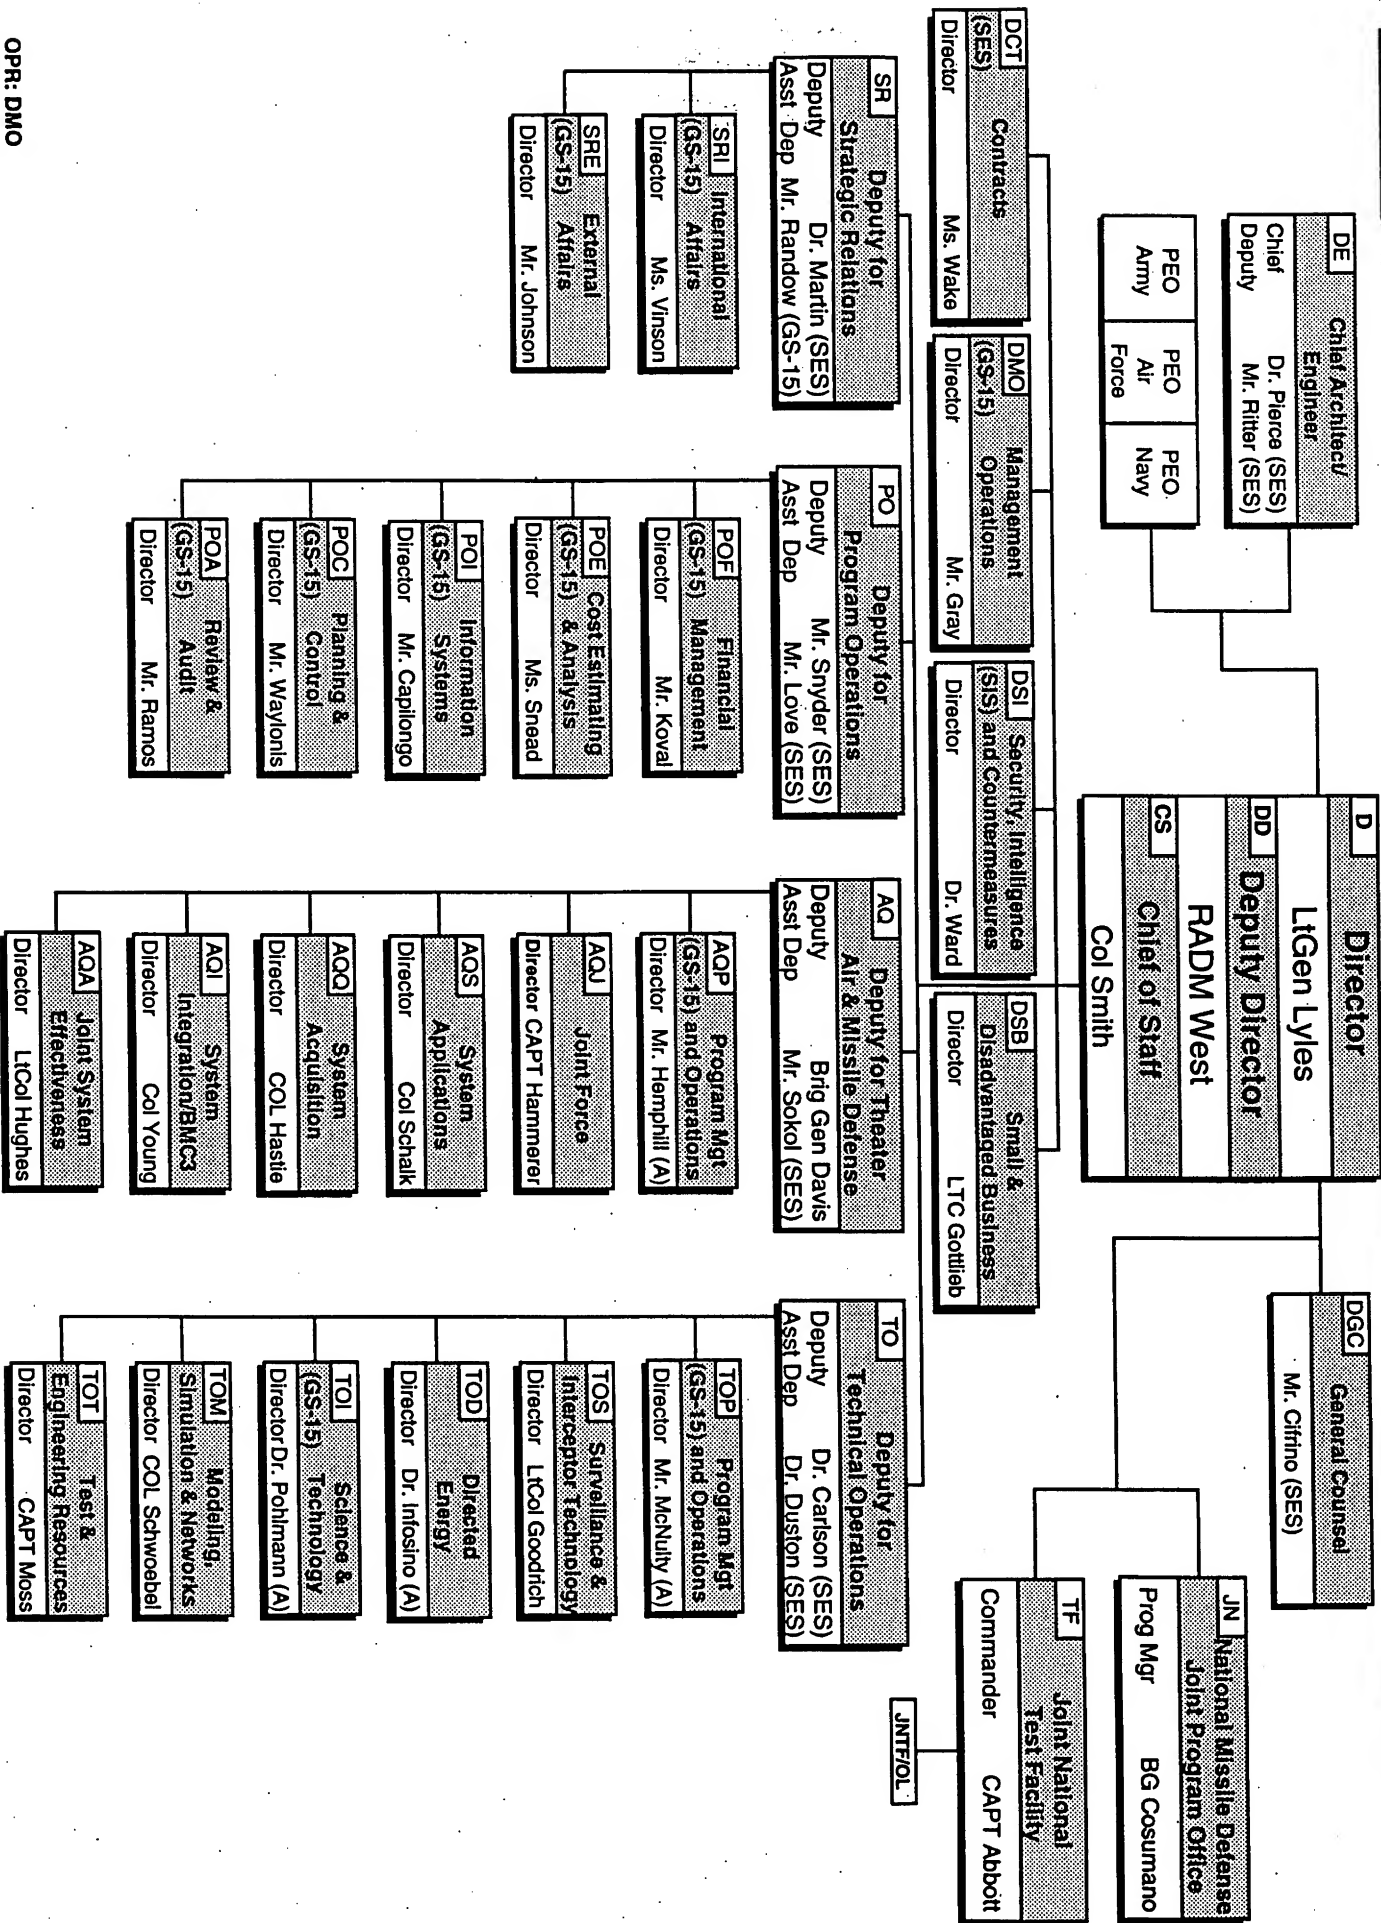 D Director
LtGen Lyles
DD Deputy Director
RADM West
CS Chief of Staff
Col Smith
DE Chief Architect/
Engineer
Chief Dr. Pierce (SES)
Deputy Mr. Ritter (SES)
PEO
Army
PEO
Air
Force
PEO
Navy
DGC General Counsel
Mr. Cifrino (SES)
JN National Missile Defense
Joint Program Office
Prog Mgr BG Cosumano
TF Joint National
Test Facility
Commander CAPT Abbott
JNTF/OL
DCT Contracts
(SES)
Director Ms. Wake
DMO Management
(GS-15) Operations
Director Mr. Gray
DSI Security, Intelligence
(SIS) and Countermeasures
Director Dr. Ward
DSB Small &
Disadvantaged Business
Director LTC Gottlieb
SR Deputy for
Strategic Relations
Deputy Dr. Martin (SES)
Asst Dep Mr. Randow (GS-15)
SRI International
(GS-15) Affairs
Director Ms. Vinson
SRE External
(GS-15) Affairs
Director Mr. Johnson
PO Deputy for
Program Operations
Deputy Mr. Snyder (SES)
Asst Dep Mr. Love (SES)
POF Financial
(GS-15) Management
Director Mr. Koval
POE Cost Estimating
(GS-15) & Analysis
Director Ms. Snead
POI Information
(GS-15) Systems
Director Mr. Capilongo
POC Planning &
(GS-15) Control
Director Mr. Waylonis
POA Review &
(GS-15) Audit
Director Mr. Ramos
AQ Deputy for Theater
Air & Missile Defense
Deputy Brig Gen Davis
Asst Dep Mr. Sokol (SES)
AQP Program Mgt
(GS-15) and Operations
Director Mr. Hemphill (A)
AQJ Joint Force
Director CAPT Hammerer
AQS System
Applications
Director Col Schalk
AQQ System
Acquisition
Director COL Hastie
AQI System
Integration/BMC3
Director Col Young
AQA Joint System
Effectiveness
Director LtCol Hughes
TO Deputy for
Technical Operations
Deputy Dr. Carlson (SES)
Asst Dep Dr. Duston (SES)
TOP Program Mgt
(GS-15) and Operations
Director Mr. McNulty (A)
TOS Surveillance &
Interceptor Technology
Director LtCol Goodrich
TOD Directed
Energy
Director Dr. Infosino (A)
TOI Science &
(GS-15) Technology
Director Dr. Pohlmann (A)
TOM Modeling,
Simulation & Networks
Director COL Schwoebel
TOT Test &
Engineering Resources
Director CAPT Moss
OPR: DMO